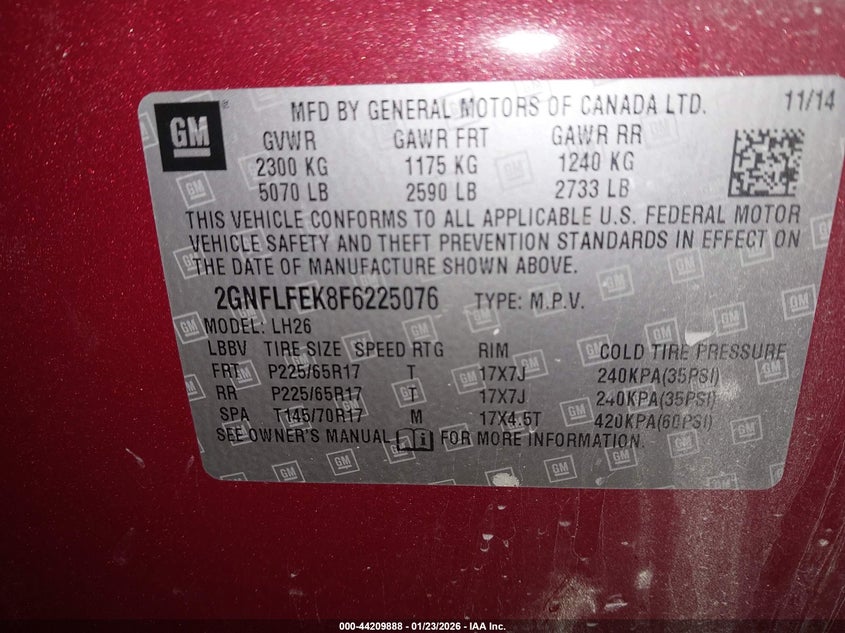 GM
MFD BY GENERAL MOTORS OF CANADA LTD. 11/14
GVWR GAWR FRT GAWR RR
2300 KG 1175 KG 1240 KG
5070 LB 2590 LB 2733 LB
THIS VEHICLE CONFORMS TO ALL APPLICABLE U.S. FEDERAL MOTOR
VEHICLE SAFETY AND THEFT PREVENTION STANDARDS IN EFFECT ON
THE DATE OF MANUFACTURE SHOWN ABOVE.
2GNFLFEK8F6225076 TYPE: M.P.V.
MODEL: LH26
LBBV TIRE SIZE SPEED RTG RIM COLD TIRE PRESSURE
FRT P225/65R17 T 17X7J 240KPA(35PSI)
RR P225/65R17 T 17X7J 240KPA(35PSI)
SPA T145/70R17 M 17X4.5T 420KPA(60PSI)
SEE OWNER'S MANUAL FOR MORE INFORMATION.
000-44209888 - 01/23/2026 - IAA Inc.